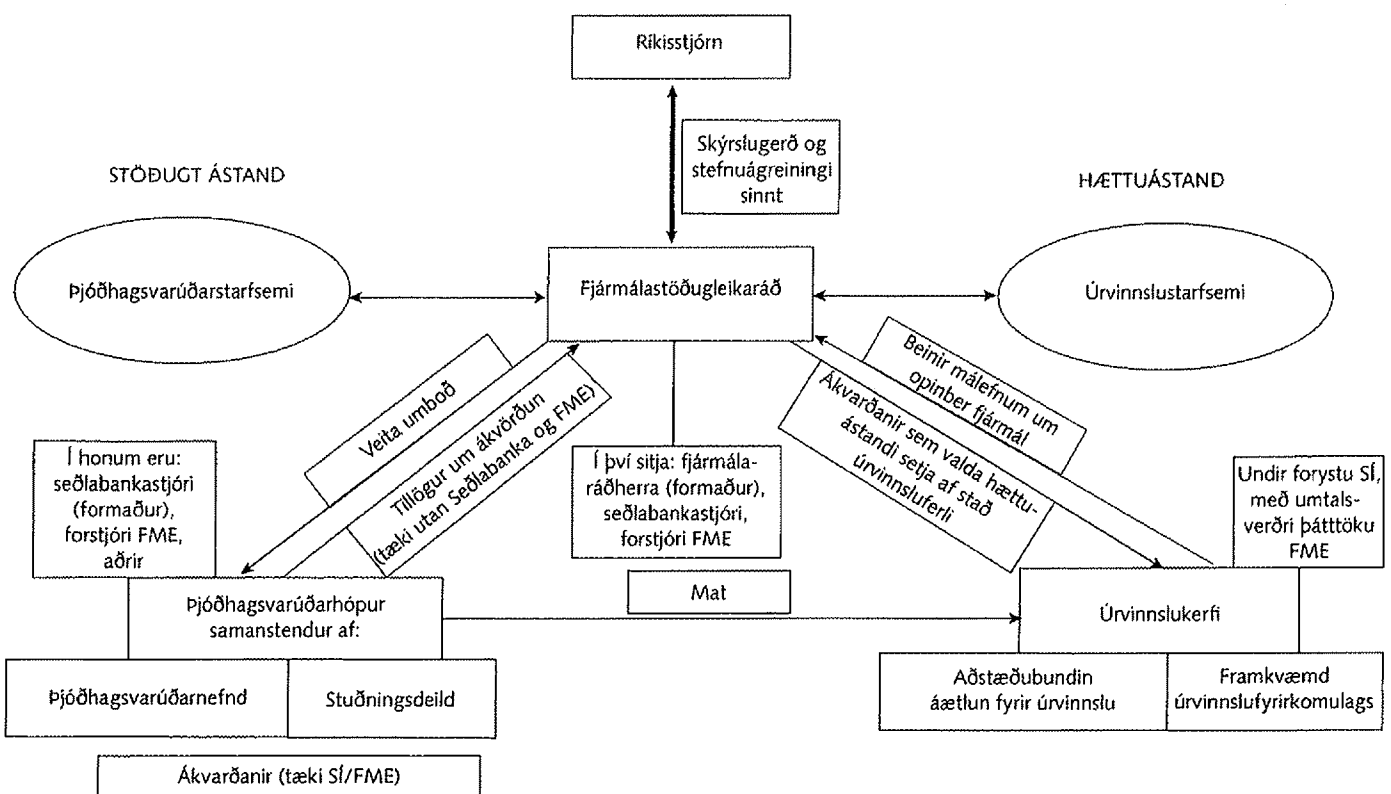 Ríkisstjórn
Skýrslugerð og
stefnuágreiningi
sinnt
STÖÐUGT ÁSTAND
HÆTTUÁSTAND
Þjóðhagsvarúðarstarfsemi
Fjármálastöðugleikaráð
Úrvinnslustarfsemi
Veita umboð
Tillögur um ákvörðun
(tæki utan Seðlabanka og FME)
Beinir málefnum um
opinber fjármál
Ákvarðanir sem valda hættu-
ástandi setja af stað
úrvinnsluferli
Í honum eru:
seðlabankastjóri
(formaður),
forstjóri FME,
aðrir
Í því sitja: fjármála-
ráðherra (formaður),
seðlabankastjóri,
forstjóri FME
Undir forystu SÍ,
með umtals-
verðri þátttöku
FME
Þjóðhagsvarúðarhópur
samanstendur af:
Mat
Úrvinnslukerfi
Þjóðhagsvarúðarnefnd
Stuðningsdeild
Aðstæðubundin
áætlun fyrir úrvinnslu
Framkvæmd
úrvinnslufyrirkomulags
Ákvarðanir (tæki SÍ/FME)